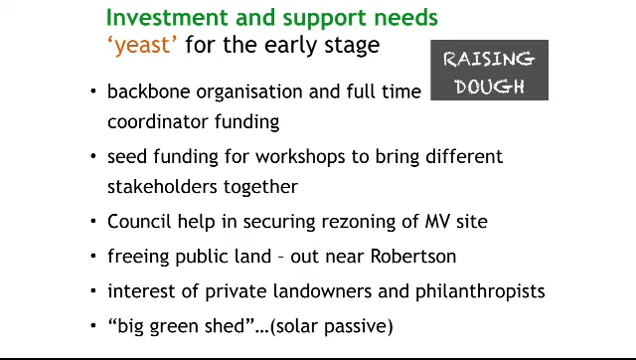 Investment and support needs
‘yeast’ for the early stage
RAISING
DOUGH
• backbone organisation and full time
coordinator funding
• seed funding for workshops to bring different
stakeholders together
• Council help in securing rezoning of MV site
• freeing public land – out near Robertson
• interest of private landowners and philanthropists
• “big green shed”…(solar passive)